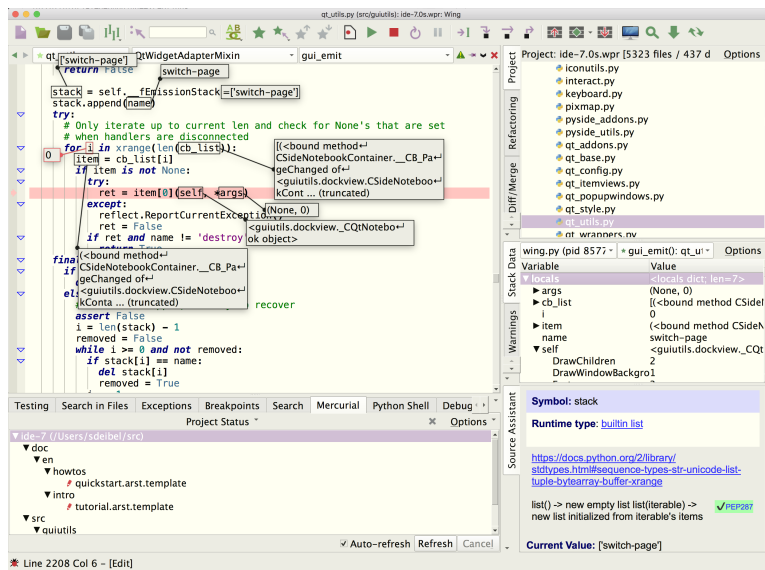 qt_utils.py (src/guiutils): ide-7.0s.wpr: Wing
QtWidgetAdapterMixin
gui_emit
['switch-page']
return False
switch-page
stack = self.__fEmissionStack
=['switch-page']
stack.append(name)
try:
# Only iterate up to current len and check for None's that are set
# when handlers are disconnected
for i in xrange(len(cb_list)):
0
item = cb_list[i]
if item is not None:
try:
ret = item[0](self, *args)
except:
reflect.ReportCurrentException()
ret = False
if ret and name != 'destroy
[(<bound method↵
CSideNotebookContainer.__CB_Pa↵
geChanged of↵
<guiutils.dockview.CSideNoteboo↵
kCont ... (truncated)
(None, 0)
<guiutils.dockview._CQtNotebo↵
ok object>
(<bound method↵
CSideNotebookContainer.__CB_Pa↵
geChanged of↵
<guiutils.dockview.CSideNoteboo↵
kConta ... (truncated)
fina
if
els
to recover
assert False
i = len(stack) - 1
removed = False
while i >= 0 and not removed:
if stack[i] == name:
del stack[i]
removed = True
Testing Search in Files Exceptions Breakpoints Search Mercurial Python Shell Debug
Project Status
Options
ide-7 (/Users/sdeibel/src)
doc
en
howtos
quickstart.arst.template
intro
tutorial.arst.template
src
guiutils
Auto-refresh Refresh Cancel
Line 2208 Col 6 – [Edit]
Project
Refactoring
Diff/Merge
Project: ide-7.0s.wpr [5323 files / 437 d Options
iconutils.py
interact.py
keyboard.py
pixmap.py
pyside_addons.py
pyside_utils.py
qt_addons.py
qt_base.py
qt_config.py
qt_itemviews.py
qt_popupwindows.py
qt_style.py
qt_utils.py
qt_wrappers.py
Stack Data
Warnings
wing.py (pid 8577 gui_emit(): qt_ut Options
Variable Value
locals <locals dict; len=7>
args (None, 0)
cb_list [(<bound method CSideN
i 0
item (<bound method CSideN
name switch-page
self <guiutils.dockview._CQt
DrawChildren 2
DrawWindowBackgro 1
Source Assistant
Symbol: stack
Runtime type: builtin list
https://docs.python.org/2/library/
stdtypes.html#sequence-types-str-unicode-list-
tuple-bytearray-buffer-xrange
list() -> new empty list list(iterable) ->
new list initialized from iterable's items
✓PEP287
Current Value: ['switch-page']